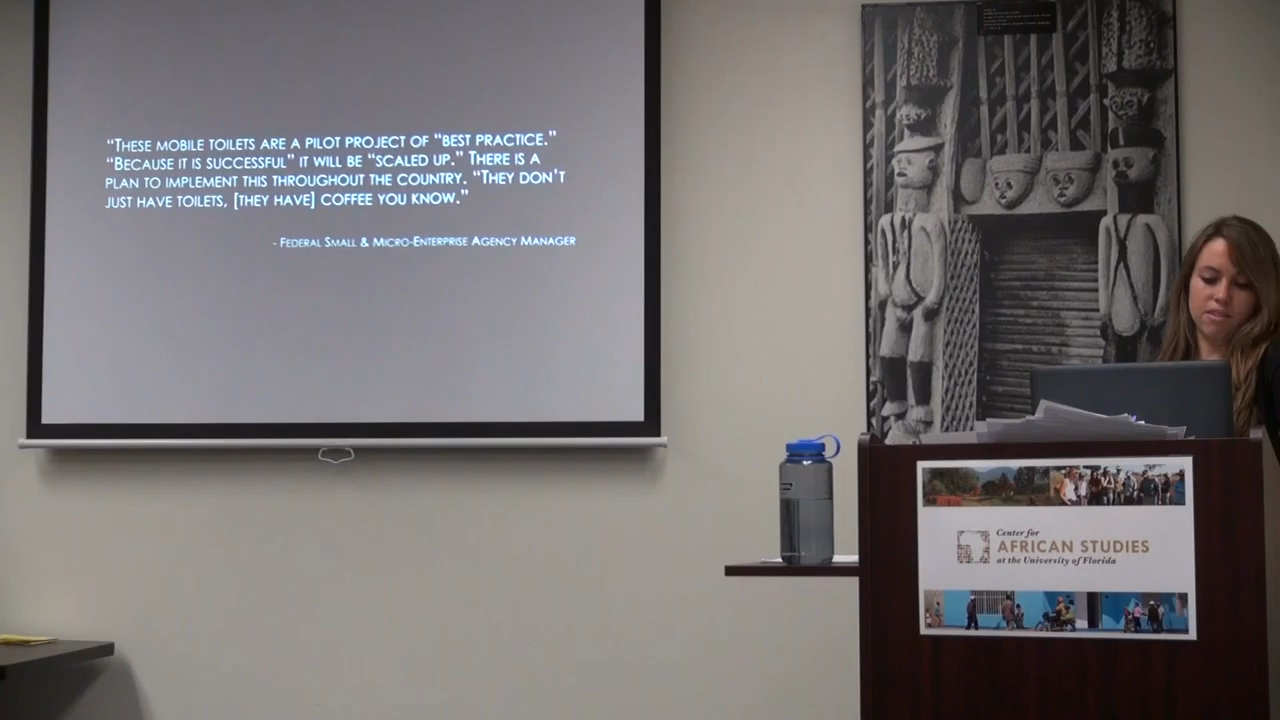 “THESE MOBILE TOILETS ARE A PILOT PROJECT OF “BEST PRACTICE.”
“BECAUSE IT IS SUCCESSFUL” IT WILL BE “SCALED UP.” THERE IS A
PLAN TO IMPLEMENT THIS THROUGHOUT THE COUNTRY. “THEY DON’T
JUST HAVE TOILETS, [THEY HAVE] COFFEE YOU KNOW.”
- FEDERAL SMALL & MICRO-ENTERPRISE AGENCY MANAGER
Center for
AFRICAN STUDIES
at the University of Florida